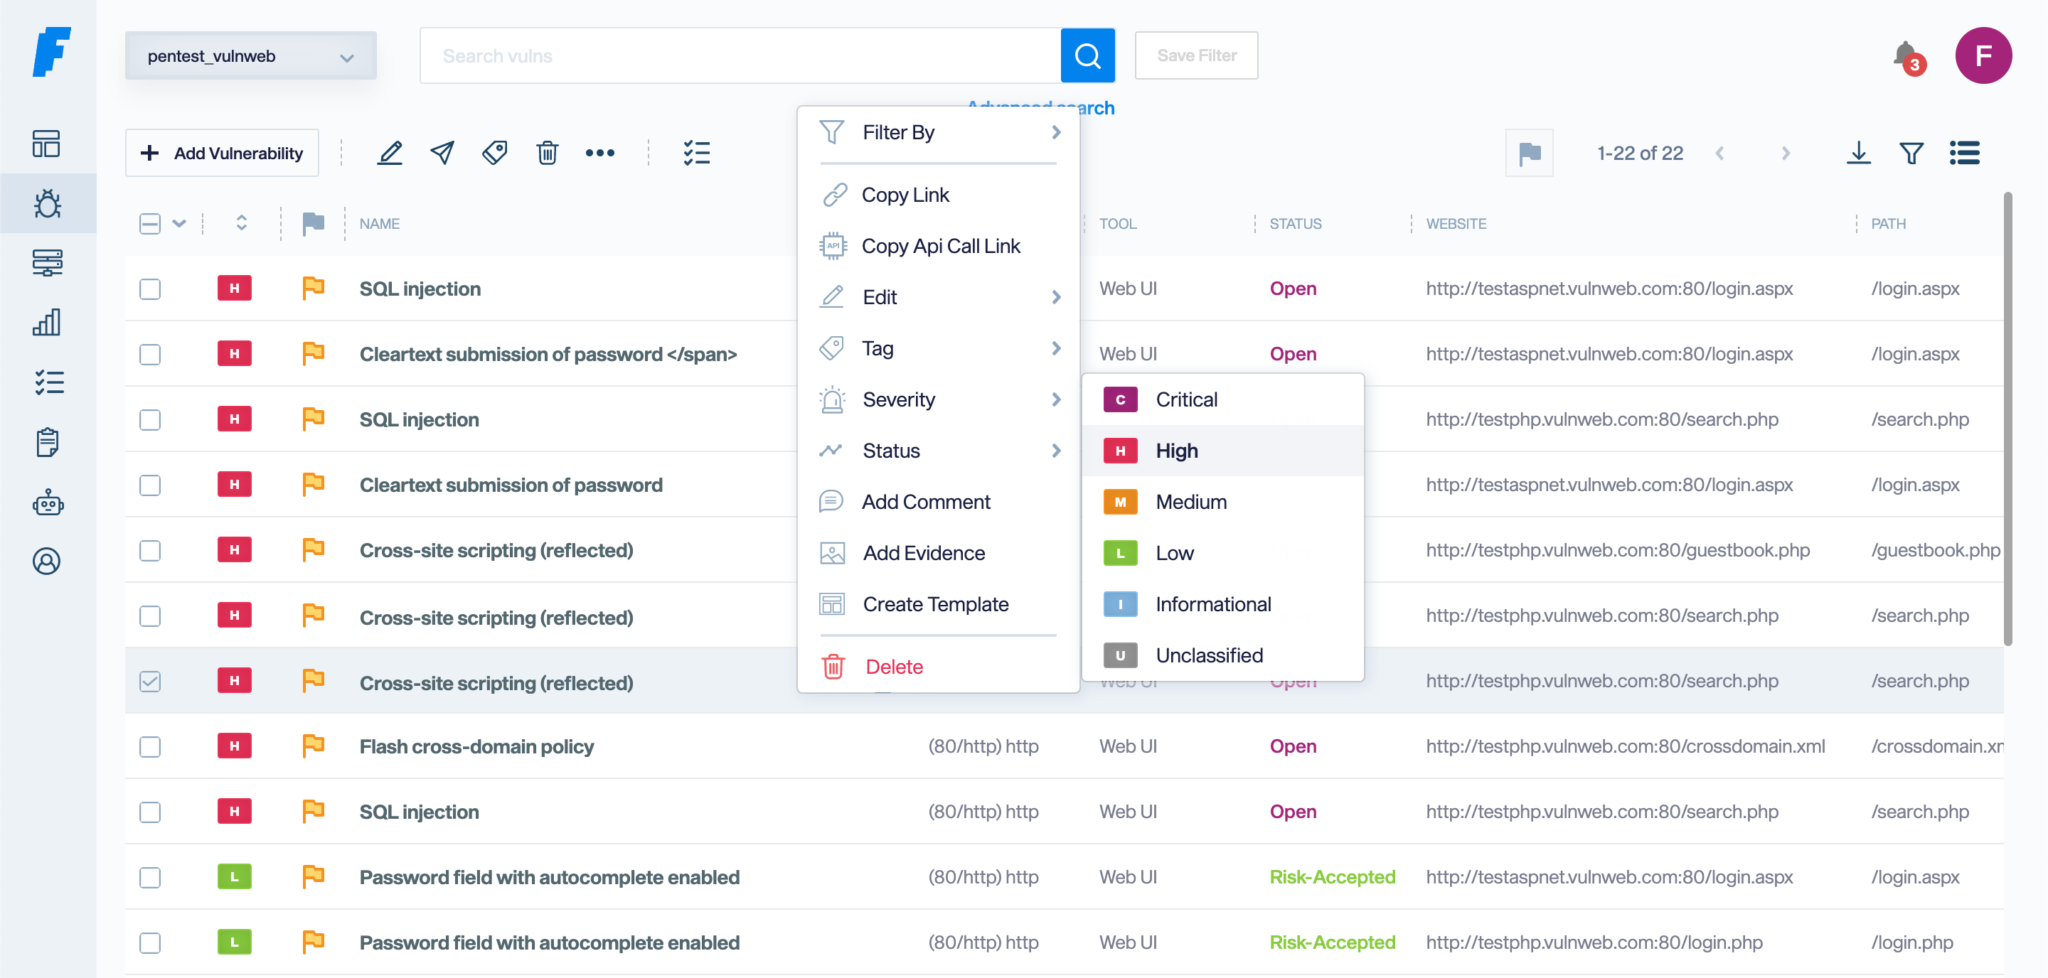 F
pentest_vulnweb
Search vulns
Save Filter
3
F
Advanced search
+ Add Vulnerability
1-22 of 22
NAME
TOOL
STATUS
WEBSITE
PATH
H SQL injection Web UI Open http://testaspnet.vulnweb.com:80/login.aspx /login.aspx
H Cleartext submission of password </span> Web UI Open http://testaspnet.vulnweb.com:80/login.aspx /login.aspx
H SQL injection http://testphp.vulnweb.com:80/search.php /search.php
H Cleartext submission of password http://testaspnet.vulnweb.com:80/login.aspx /login.aspx
H Cross-site scripting (reflected) http://testphp.vulnweb.com:80/guestbook.php /guestbook.php
H Cross-site scripting (reflected) http://testphp.vulnweb.com:80/search.php /search.php
H Cross-site scripting (reflected) Web UI Open http://testphp.vulnweb.com:80/search.php /search.php
H Flash cross-domain policy (80/http) http Web UI Open http://testphp.vulnweb.com:80/crossdomain.xml /crossdomain.xm
H SQL injection (80/http) http Web UI Open http://testphp.vulnweb.com:80/search.php /search.php
L Password field with autocomplete enabled (80/http) http Web UI Risk-Accepted http://testaspnet.vulnweb.com:80/login.aspx /login.aspx
L Password field with autocomplete enabled (80/http) http Web UI Risk-Accepted http://testphp.vulnweb.com:80/login.php /login.php
Filter By
Copy Link
API Copy Api Call Link
Edit
Tag
Severity
Status
Add Comment
Add Evidence
Create Template
Delete
C Critical
H High
M Medium
L Low
I Informational
U Unclassified